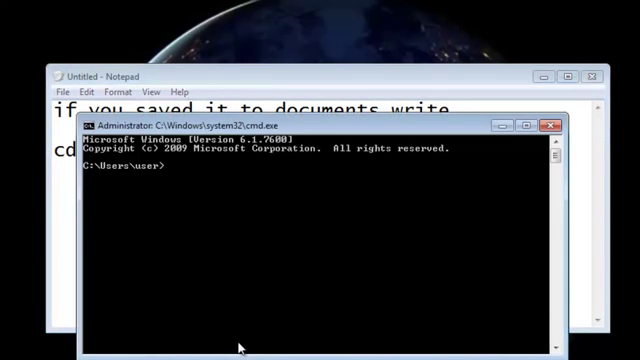 Untitled - Notepad
File Edit Format View Help
if you saved it to documents write
cd
Administrator: C:\Windows\system32\cmd.exe
Microsoft Windows [Version 6.1.7600]
Copyright (c) 2009 Microsoft Corporation. All rights reserved.
C:\Users\user>